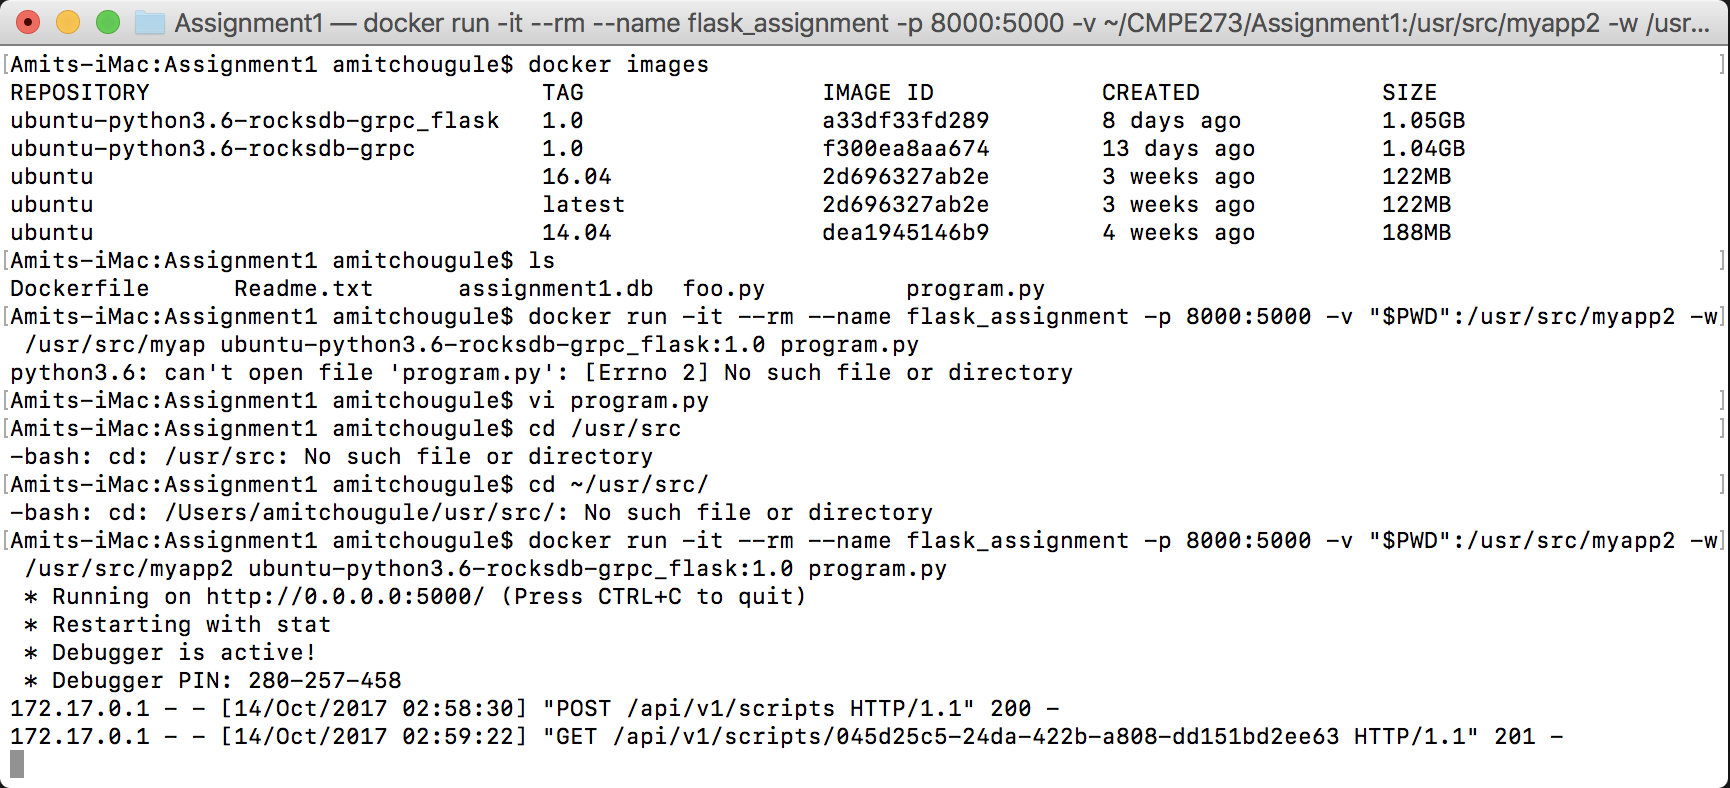 Assignment1 — docker run -it --rm --name flask_assignment -p 8000:5000 -v ~/CMPE273/Assignment1:/usr/src/myapp2 -w /usr...
[Amits-iMac:Assignment1 amitchougule$ docker images ]
REPOSITORY TAG IMAGE ID CREATED SIZE
ubuntu-python3.6-rocksdb-grpc_flask 1.0 a33df33fd289 8 days ago 1.05GB
ubuntu-python3.6-rocksdb-grpc 1.0 f300ea8aa674 13 days ago 1.04GB
ubuntu 16.04 2d696327ab2e 3 weeks ago 122MB
ubuntu latest 2d696327ab2e 3 weeks ago 122MB
ubuntu 14.04 dea1945146b9 4 weeks ago 188MB
[Amits-iMac:Assignment1 amitchougule$ ls ]
Dockerfile Readme.txt assignment1.db foo.py program.py
[Amits-iMac:Assignment1 amitchougule$ docker run -it --rm --name flask_assignment -p 8000:5000 -v "$PWD":/usr/src/myapp2 -w]
/usr/src/myap ubuntu-python3.6-rocksdb-grpc_flask:1.0 program.py
python3.6: can't open file 'program.py': [Errno 2] No such file or directory
[Amits-iMac:Assignment1 amitchougule$ vi program.py ]
[Amits-iMac:Assignment1 amitchougule$ cd /usr/src ]
-bash: cd: /usr/src: No such file or directory
[Amits-iMac:Assignment1 amitchougule$ cd ~/usr/src/ ]
-bash: cd: /Users/amitchougule/usr/src/: No such file or directory
[Amits-iMac:Assignment1 amitchougule$ docker run -it --rm --name flask_assignment -p 8000:5000 -v "$PWD":/usr/src/myapp2 -w]
/usr/src/myapp2 ubuntu-python3.6-rocksdb-grpc_flask:1.0 program.py
* Running on http://0.0.0.0:5000/ (Press CTRL+C to quit)
* Restarting with stat
* Debugger is active!
* Debugger PIN: 280-257-458
172.17.0.1 - - [14/Oct/2017 02:58:30] "POST /api/v1/scripts HTTP/1.1" 200 -
172.17.0.1 - - [14/Oct/2017 02:59:22] "GET /api/v1/scripts/045d25c5-24da-422b-a808-dd151bd2ee63 HTTP/1.1" 201 -